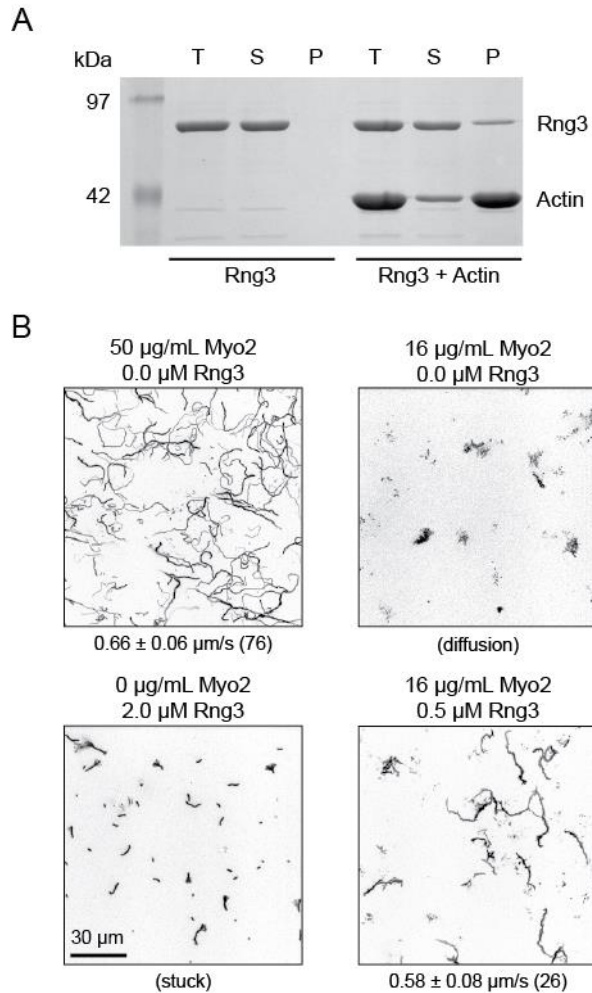 A
kDa T S P T S P
97
Rng3
42 Actin
Rng3 Rng3 + Actin
B
50 µg/mL Myo2
0.0 µM Rng3
0.66 ± 0.06 µm/s (76)
16 µg/mL Myo2
0.0 µM Rng3
(diffusion)
0 µg/mL Myo2
2.0 µM Rng3
30 µm
(stuck)
16 µg/mL Myo2
0.5 µM Rng3
0.58 ± 0.08 µm/s (26)